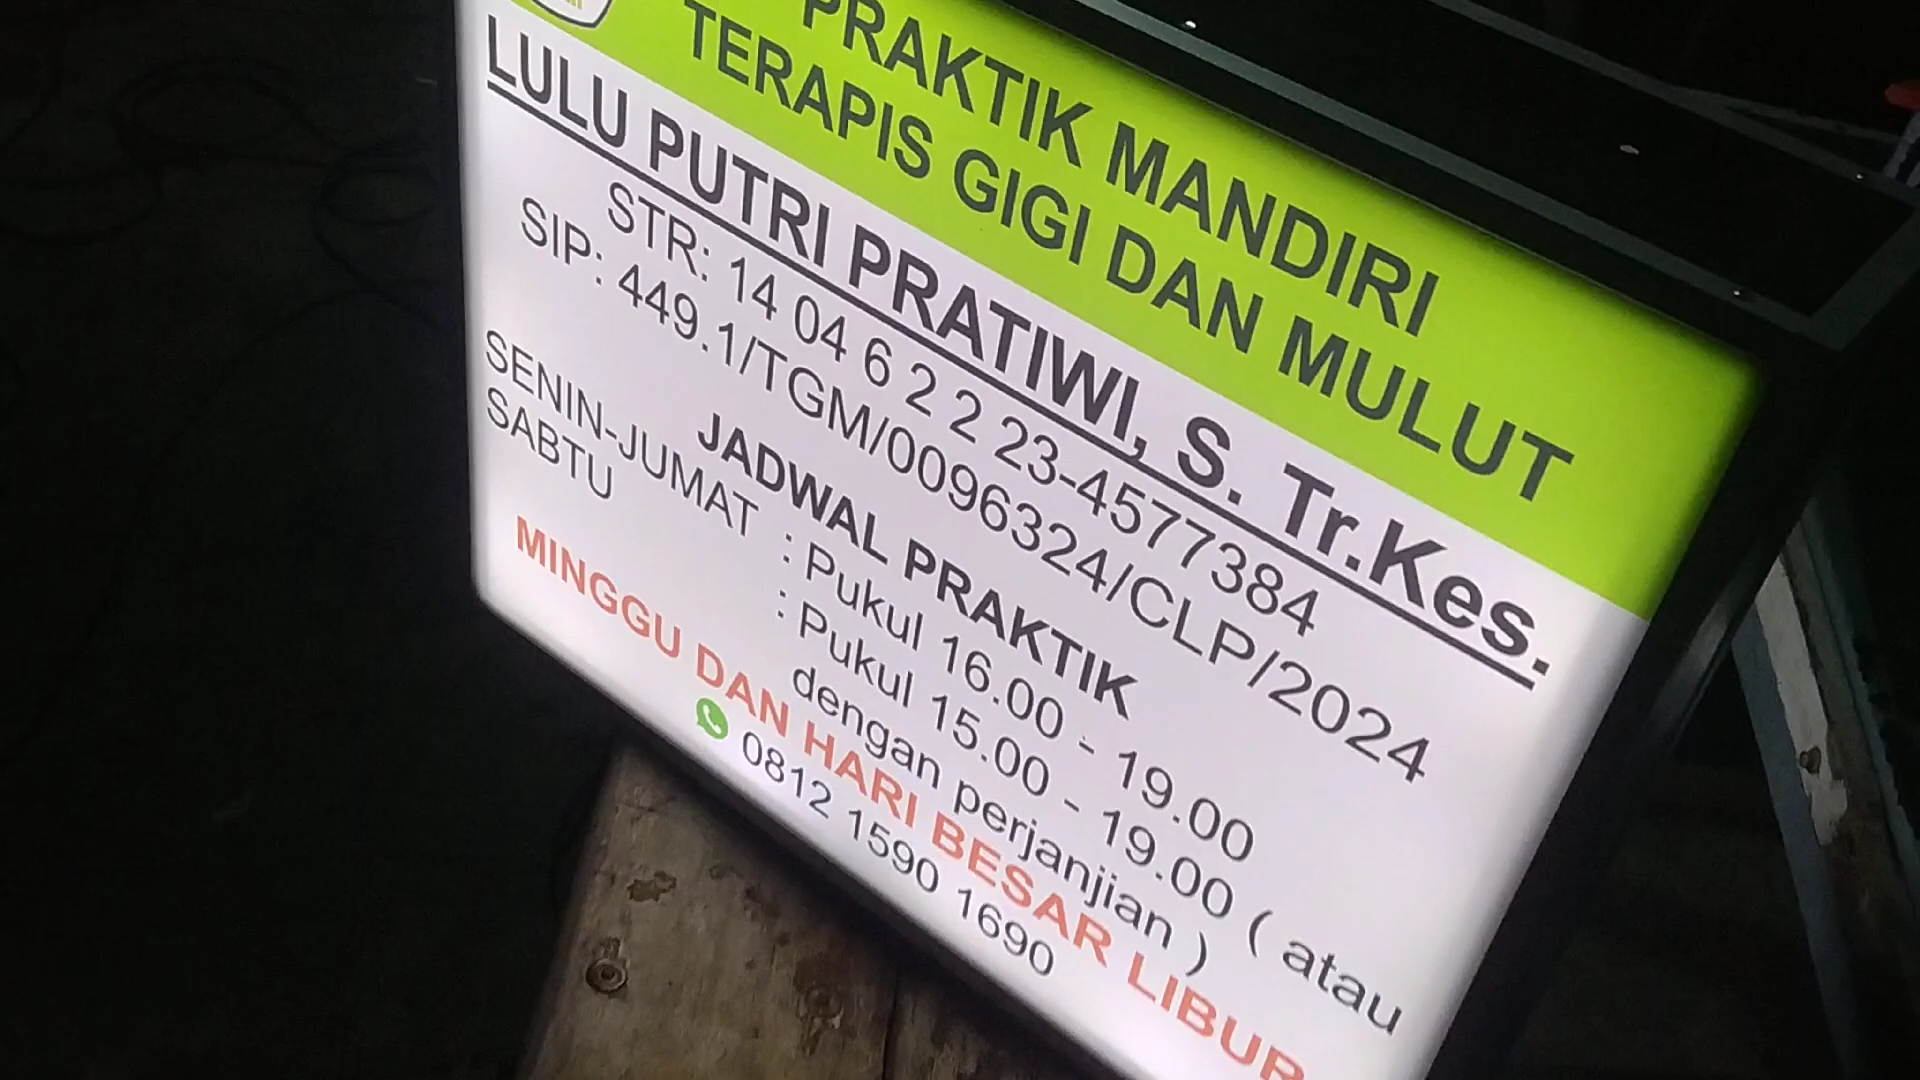 PRAKTIK MANDIRI
TERAPIS GIGI DAN MULUT
LULU PUTRI PRATIWI, S. Tr.Kes.
STR: 14 04 6 2 2 23-4577384
SIP: 449.1/TGM/0096324/CLP/2024
JADWAL PRAKTIK
SENIN-JUMAT : Pukul 16.00 - 19.00
SABTU : Pukul 15.00 - 19.00 ( atau
dengan perjanjian )
MINGGU DAN HARI BESAR LIBUR
0812 1590 1690